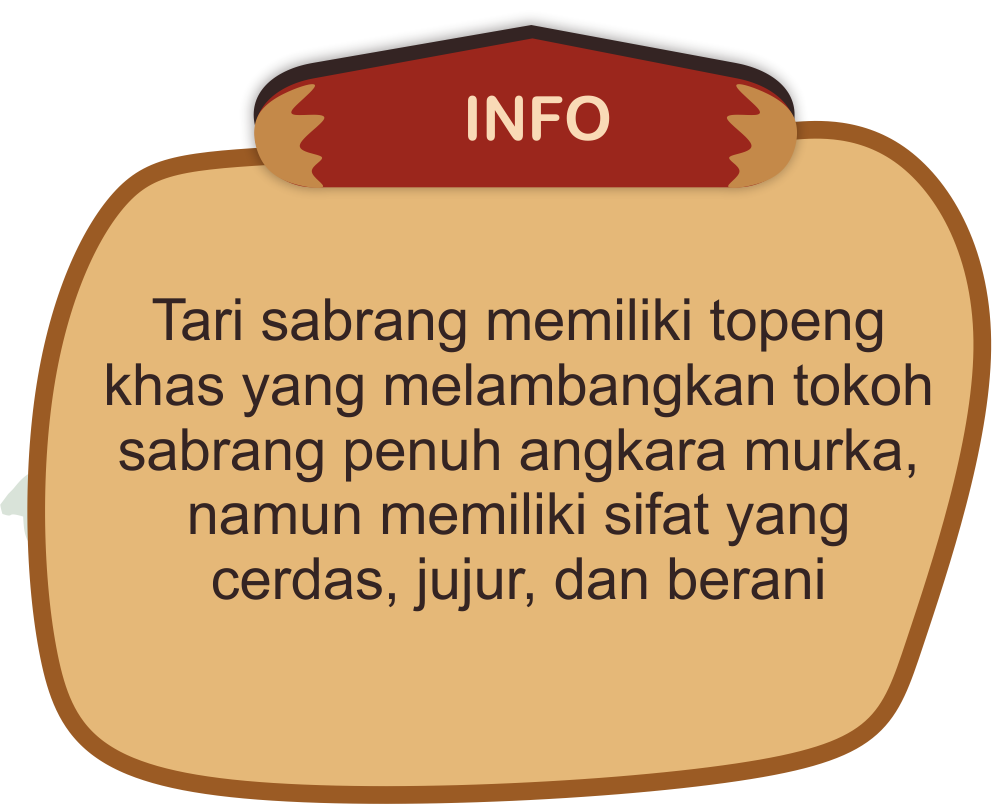 INFO
Tari sabrang memiliki topeng
khas yang melambangkan tokoh
sabrang penuh angkara murka,
namun memiliki sifat yang
cerdas, jujur, dan berani